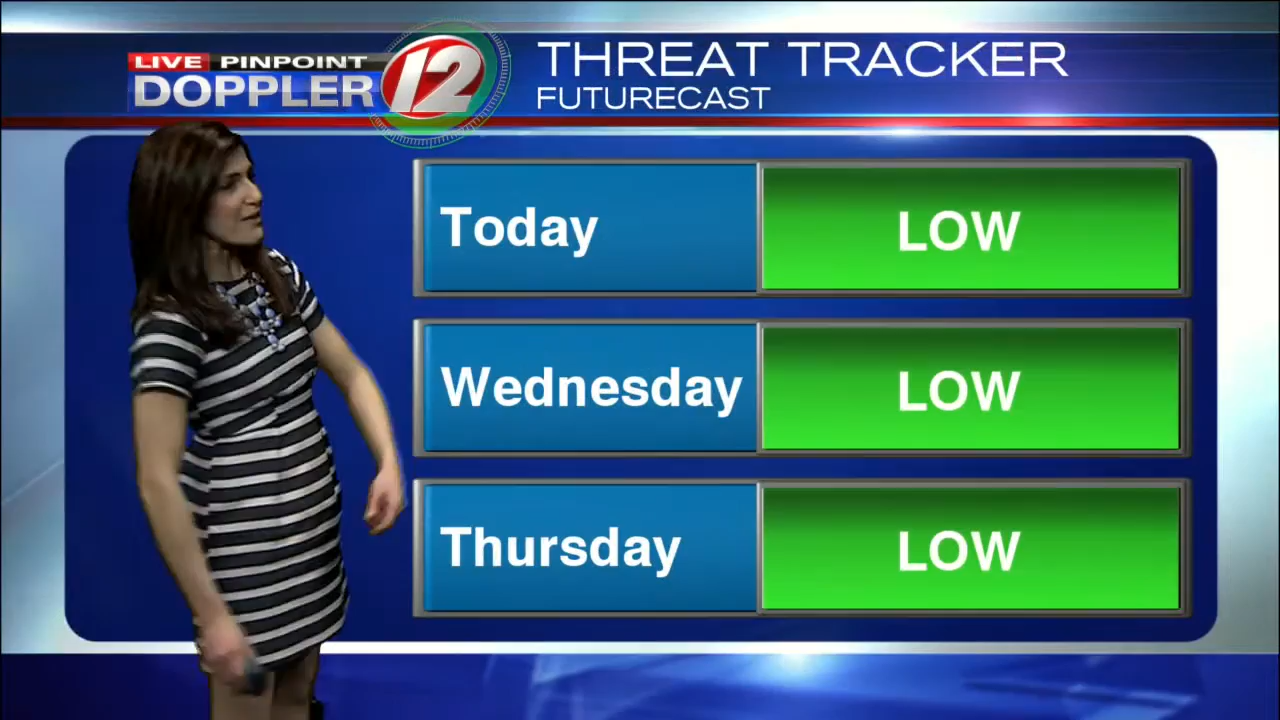 LIVE PINPOINT
DOPPLER 12
THREAT TRACKER
FUTURECAST
Today LOW
Wednesday LOW
Thursday LOW